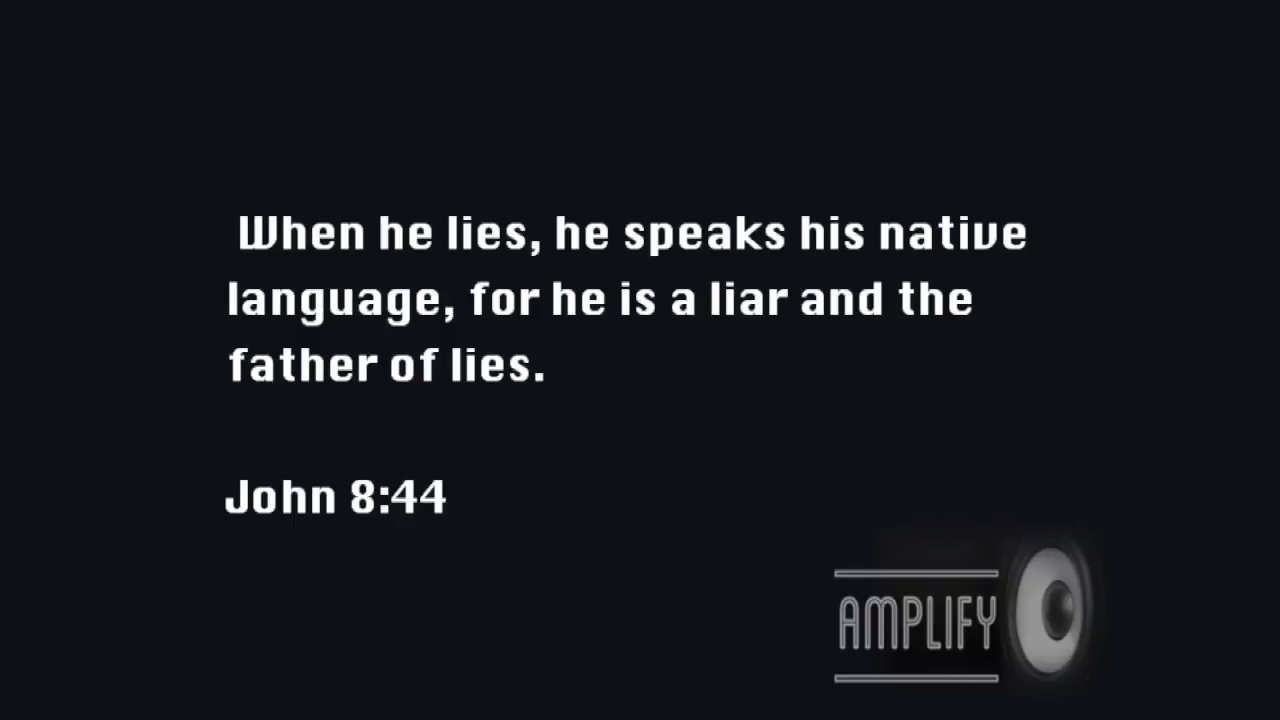 When he lies, he speaks his native
language, for he is a liar and the
father of lies.
John 8:44
AMPLIFY